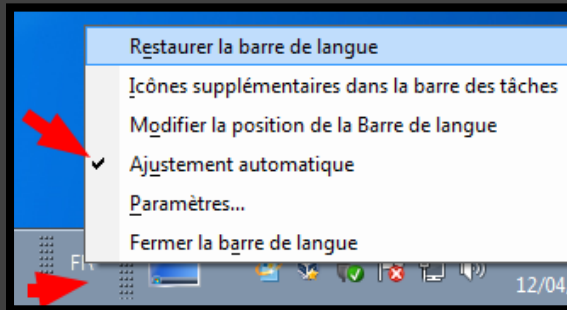 Restaurer la barre de langue
Icônes supplémentaires dans la barre des tâches
Modifier la position de la Barre de langue
Ajustement automatique
Paramètres...
Fermer la barre de langue
FR
12/04